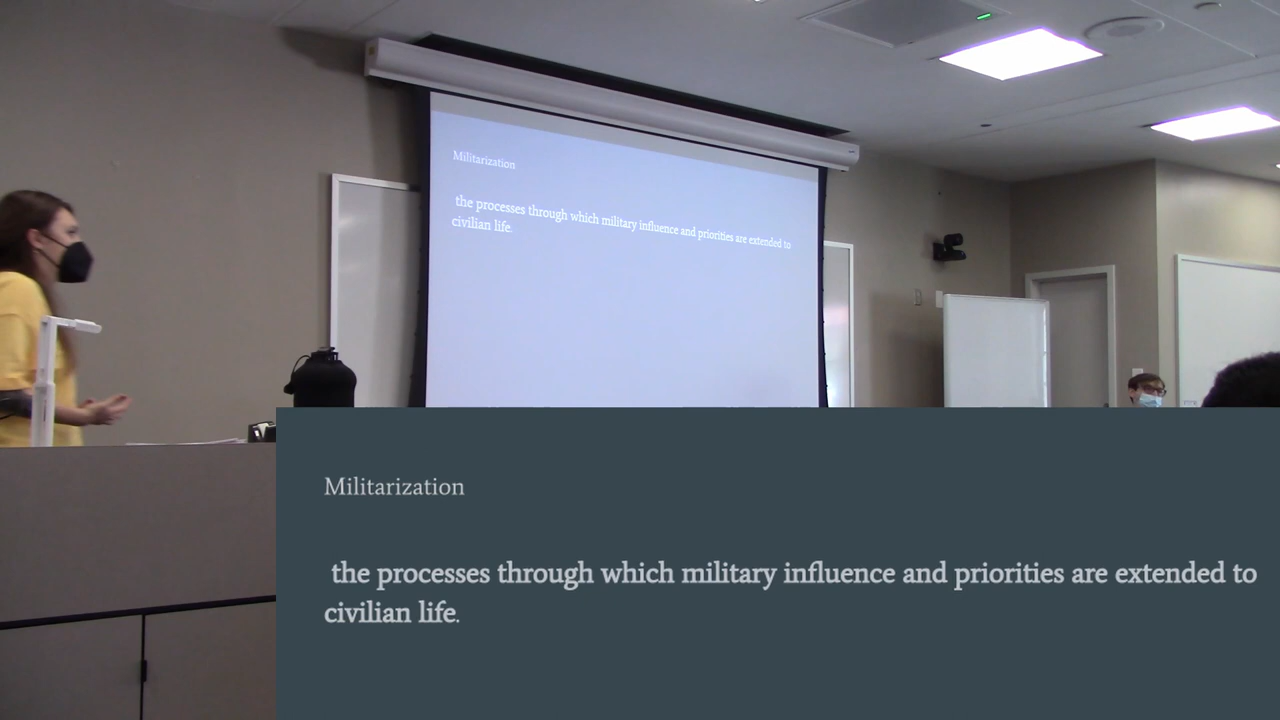 Militarization
the processes through which military influence and priorities are extended to
civilian life.
Militarization
the processes through which military influence and priorities are extended to
civilian life.